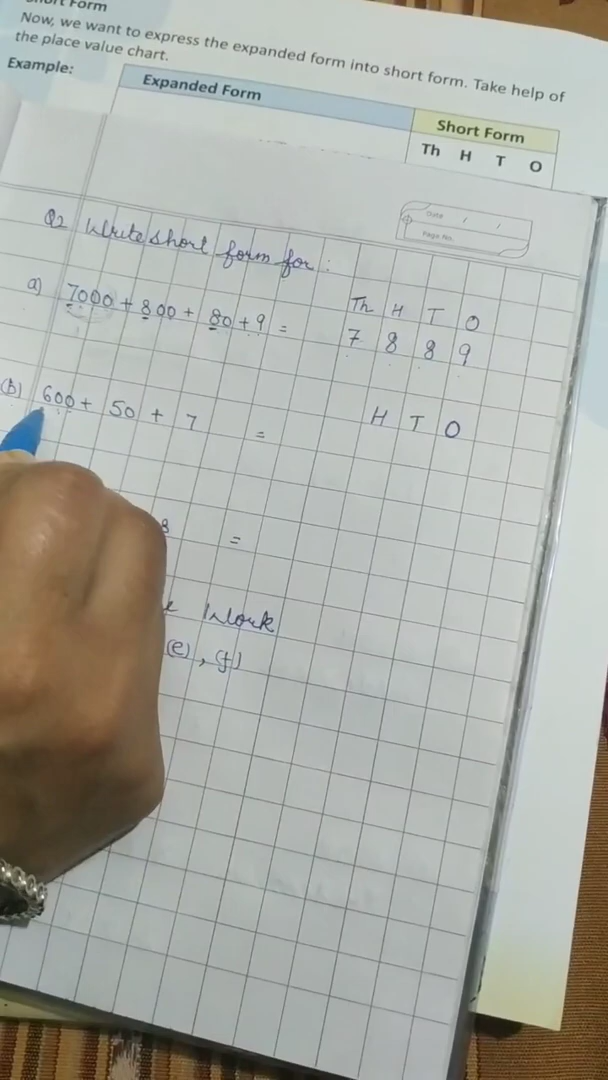 Short Form
Now, we want to express the expanded form into short form. Take help of
the place value chart.
Example:
Expanded Form
Short Form
Th H T O
Date / /
Page No.
Q2 Write short form for:
Th H T O
a) 7000 + 800 + 80 + 9 = 7 8 8 9
H T O
(b) 600 + 50 + 7 =
8 =
Work
(e), (f)